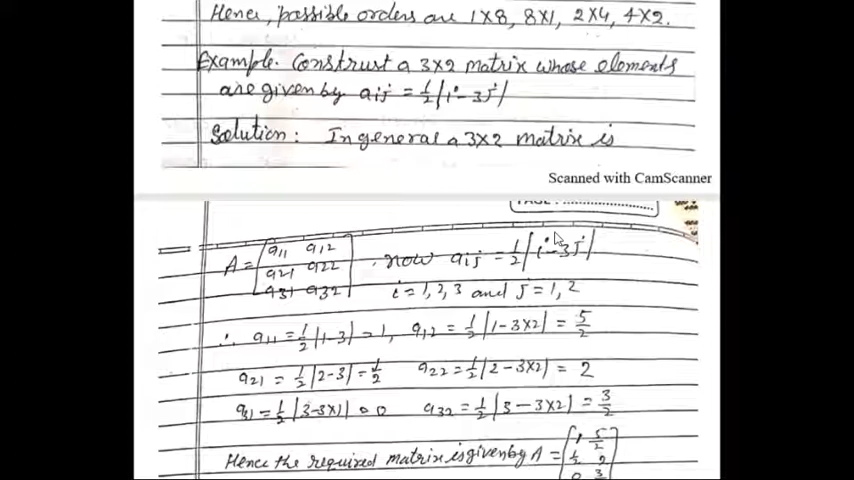 Hence, possible orders are 1×8, 8×1, 2×4, 4×2.
Example. Construst a 3×2 matrix whose elements
are given by aij = 1/2 |i - 3j|
Solution: In general a 3×2 matrix is
Scanned with CamScanner
A = [a11 a12
a21 a22
a31 a32] . now aij = 1/2 |i - 3j|
i = 1, 2, 3 and j = 1, 2
∴ a11 = 1/2 |1-3| = 1, a12 = 1/2 |1-3×2| = 5/2
a21 = 1/2 |2-3| = 1/2 a22 = 1/2 |2-3×2| = 2
a31 = 1/2 |3-3×1| = 0 a32 = 1/2 |3-3×2| = 3/2
Hence the required matrix is given by A = [1 5/2
1/2 2
0 3